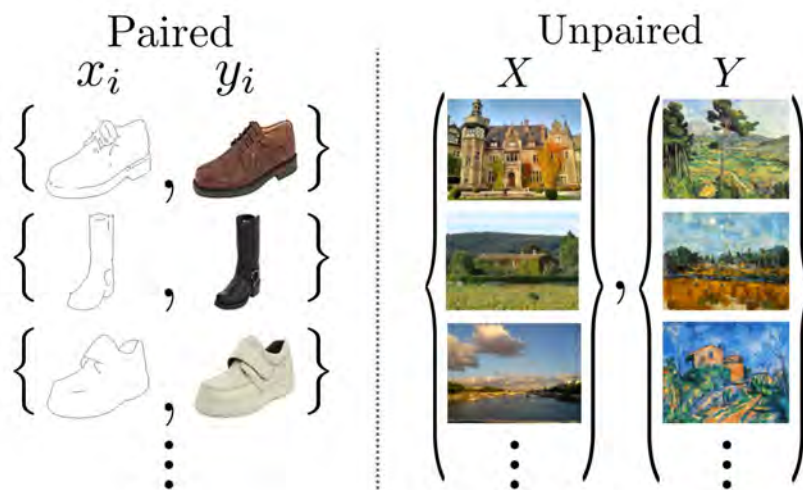 Paired
x_i y_i
{ , }
{ , }
{ , }
⋮
Unpaired
X Y
{ } , { }
⋮ ⋮